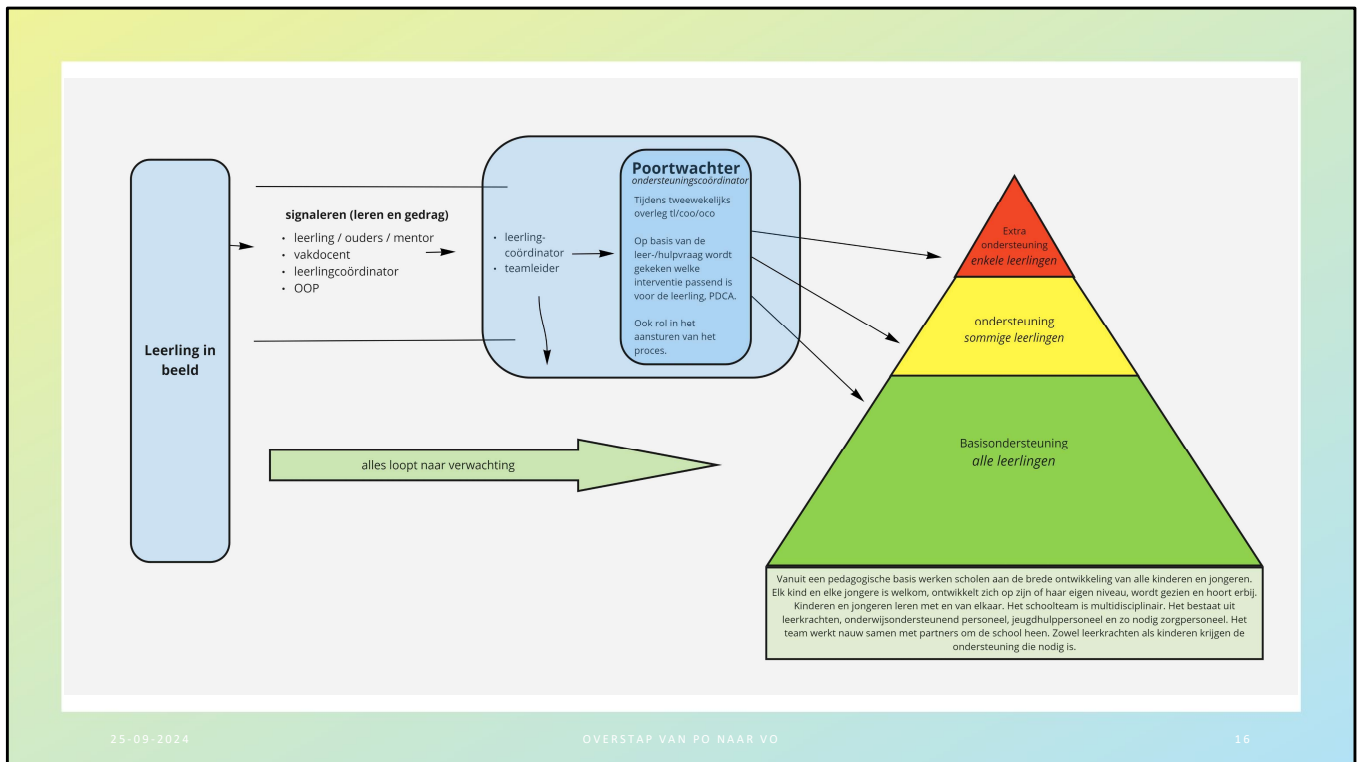 Leerling in
beeld
signaleren (leren en gedrag)
• leerling / ouders / mentor
• vakdocent
• leerlingcoördinator
• OOP
• leerling-
coördinator
• teamleider
Poortwachter
ondersteuningscoördinator
Tijdens tweewekelijks
overleg tl/coo/oco
Op basis van de
leer-/hulpvraag wordt
gekeken welke
interventie passend is
voor de leerling, PDCA.
Ook rol in het
aansturen van het
proces.
alles loopt naar verwachting
Extra
ondersteuning
enkele leerlingen
ondersteuning
sommige leerlingen
Basisondersteuning
alle leerlingen
Vanuit een pedagogische basis werken scholen aan de brede ontwikkeling van alle kinderen en jongeren.
Elk kind en elke jongere is welkom, ontwikkelt zich op zijn of haar eigen niveau, wordt gezien en hoort erbij.
Kinderen en jongeren leren met en van elkaar. Het schoolteam is multidisciplinair. Het bestaat uit
leerkrachten, onderwijsondersteunend personeel, jeugdhulppersoneel en zo nodig zorgpersoneel. Het
team werkt nauw samen met partners om de school heen. Zowel leerkrachten als kinderen krijgen de
ondersteuning die nodig is.
25-09-2024
OVERSTAP VAN PO NAAR VO
16